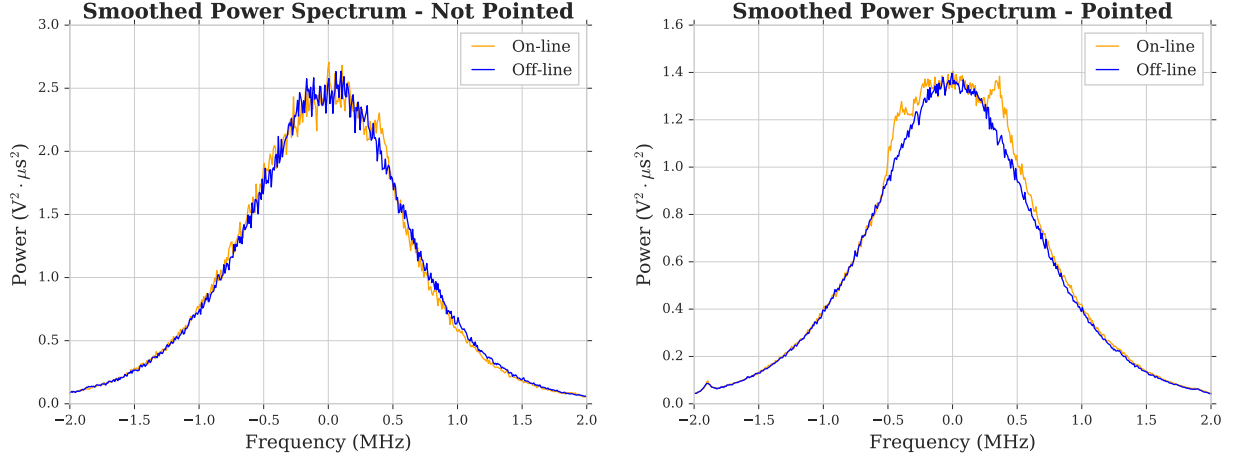 Smoothed Power Spectrum - Not Pointed
3.0
2.5
2.0
1.5
1.0
0.5
0.0
Power (V² · μs²)
On-line
Off-line
−2.0 −1.5 −1.0 −0.5 0.0 0.5 1.0 1.5 2.0
Frequency (MHz)
Smoothed Power Spectrum - Pointed
1.6
1.4
1.2
1.0
0.8
0.6
0.4
0.2
0.0
Power (V² · μs²)
On-line
Off-line
−2.0 −1.5 −1.0 −0.5 0.0 0.5 1.0 1.5 2.0
Frequency (MHz)